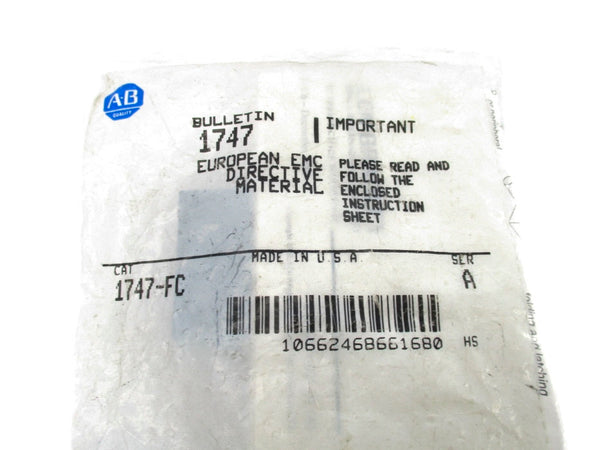 A-B
QUALITY
BULLETIN
1747
EUROPEAN EMC
DIRECTIVE
MATERIAL
IMPORTANT
PLEASE READ AND
FOLLOW THE
ENCLOSED
INSTRUCTION
SHEET
MADE IN U.S.A.
CAT
1747-FC
SER
A
10662468661680 HS